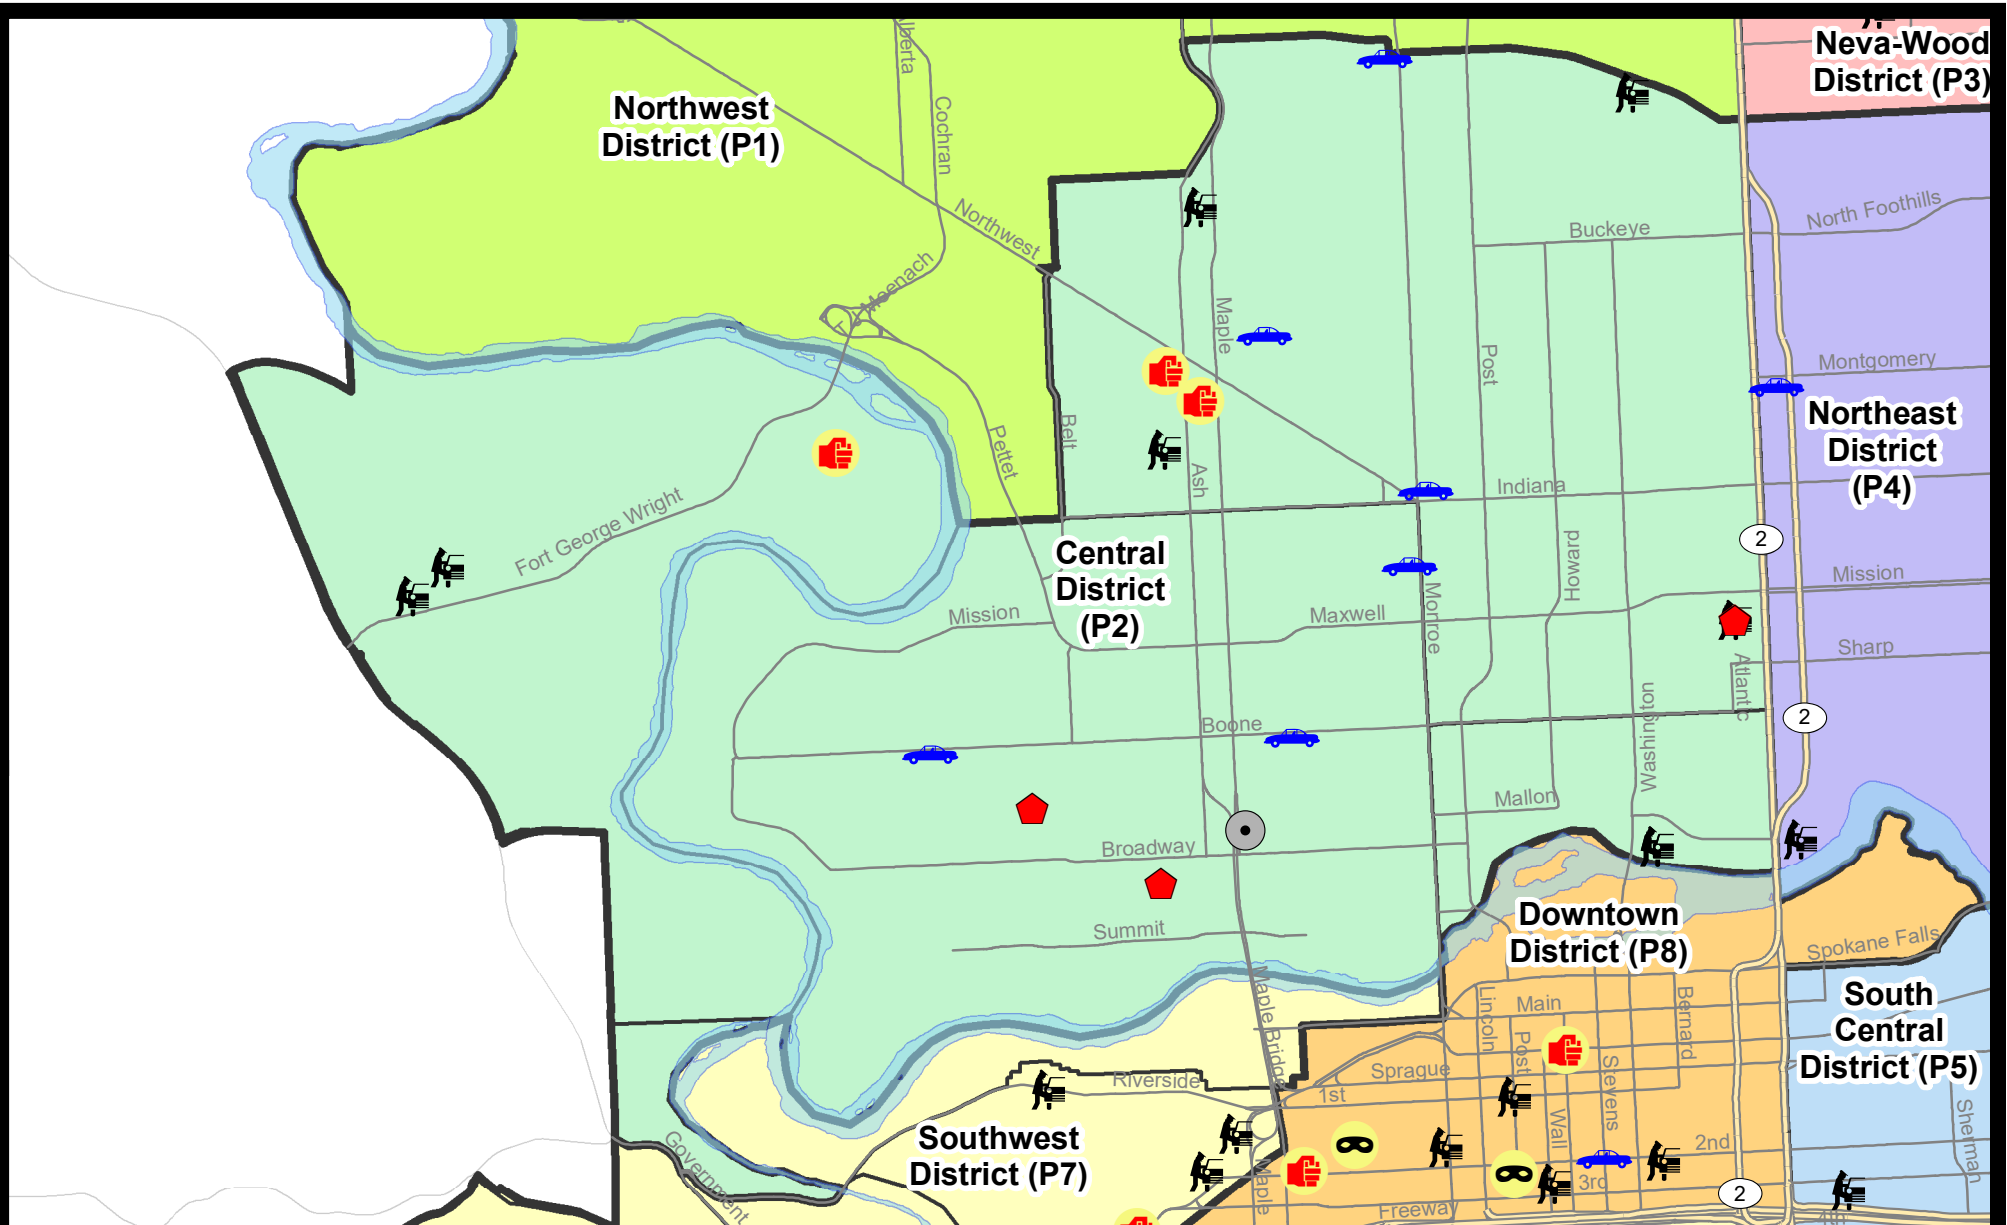 Neva-Wood
District (P3)
Northwest
District (P1)
Cochran
Northwest
North Foothills
Buckeye
Maple
Post
Montgomery
Northeast
District
(P4)
Belt
Pettet
Ash
Indiana
Fort George Wright
2
Central
District
(P2)
Howard
Mission
Monroe
Mission
Maxwell
Sharp
Atlantic
Washington
2
Boone
Mallon
Broadway
Downtown
District (P8)
Summit
Spokane Falls
Maple Bridge
Lincoln
Main
Bernard
South
Central
District (P5)
Post
Stevens
Sprague
Riverside
1st
Wall
Sherman
Southwest
District (P7)
Government
2nd
Maple
3rd
2
Freeway
4th